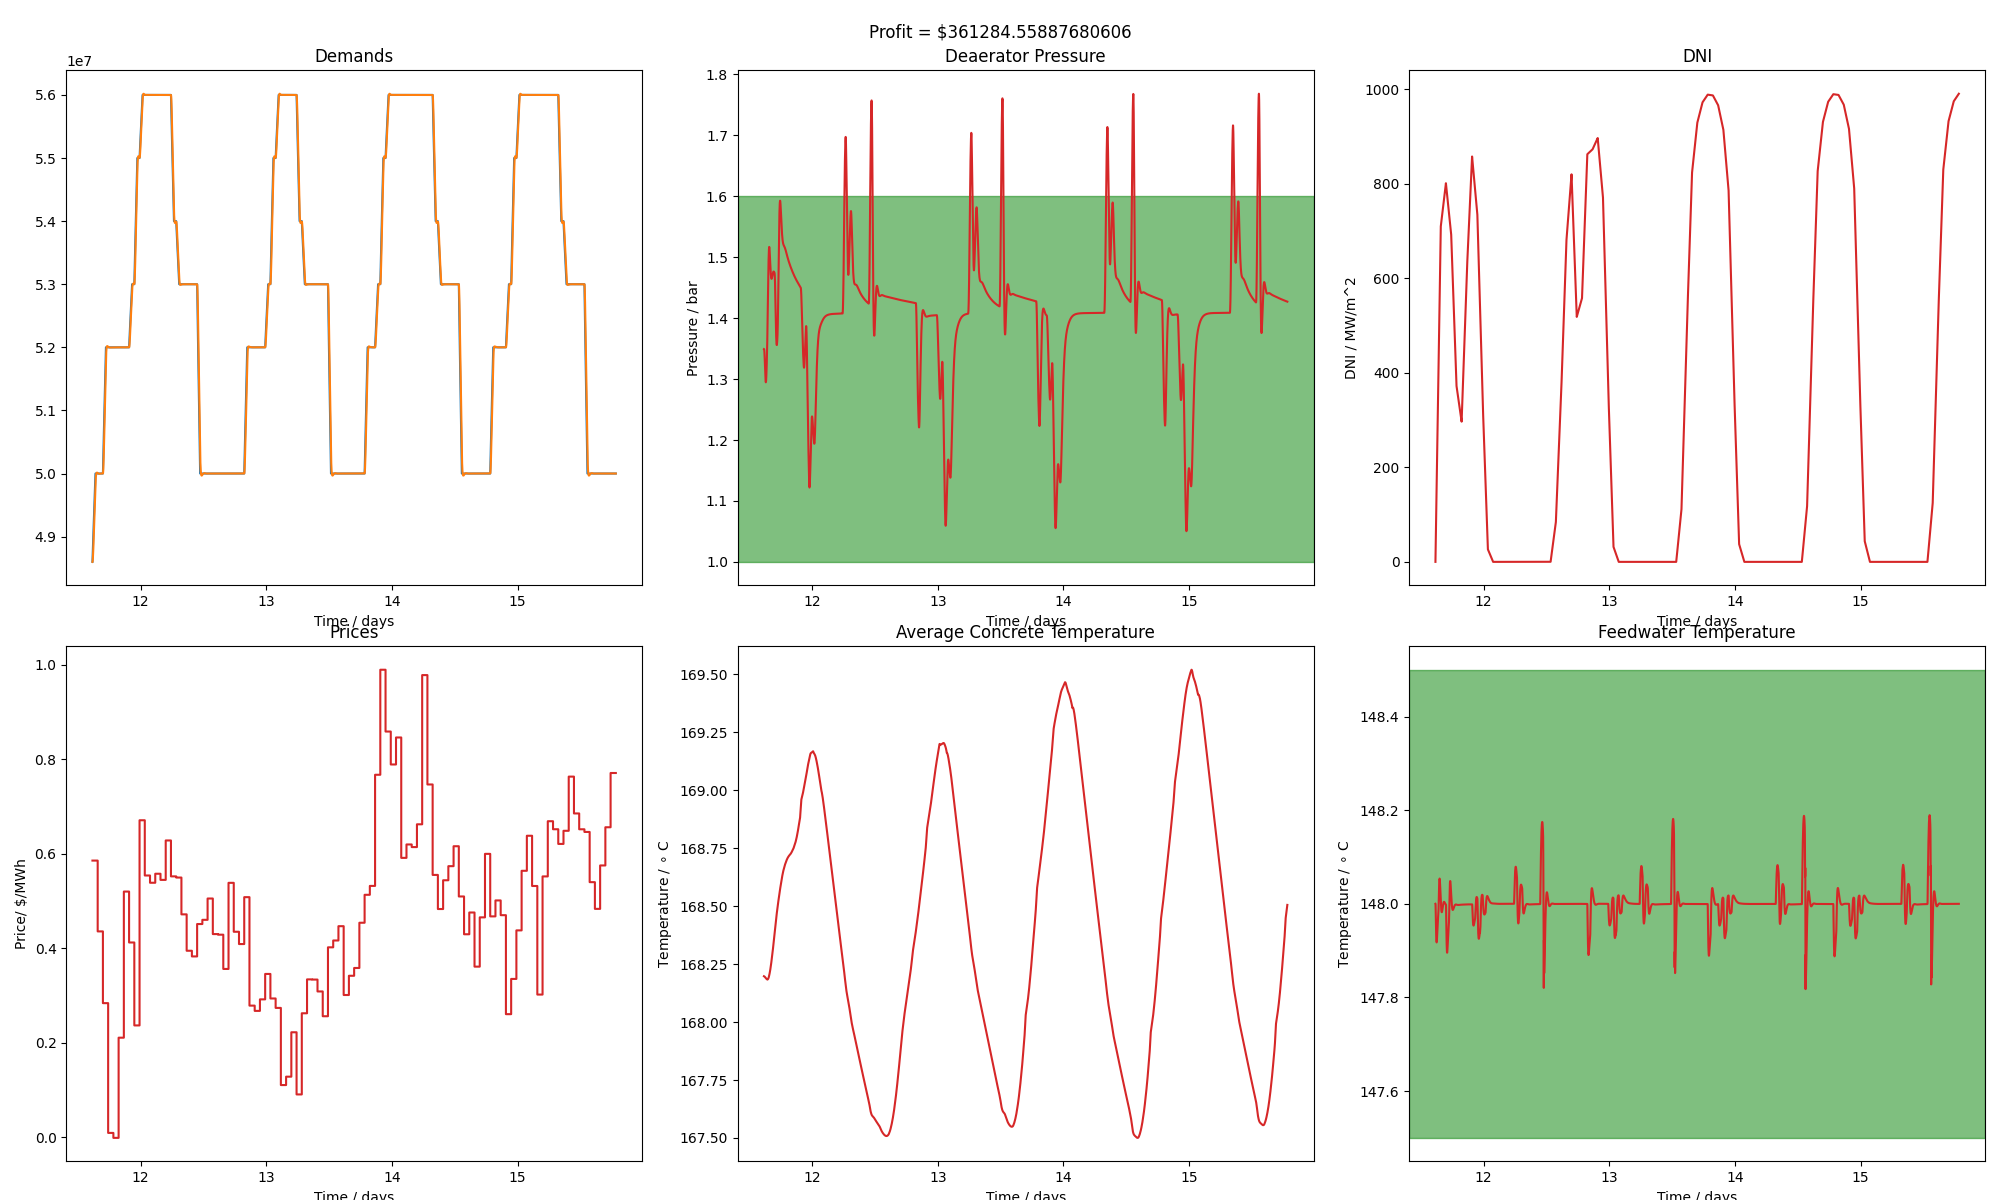 Profit = $361284.55887680606
Demands
1e7
5.6
5.5
5.4
5.3
5.2
5.1
5.0
4.9
12 13 14 15
Time / days
Deaerator Pressure
Pressure / bar
1.8
1.7
1.6
1.5
1.4
1.3
1.2
1.1
1.0
12 13 14 15
Time / days
DNI
DNI / MW/m^2
1000
800
600
400
200
0
12 13 14 15
Time / days
Prices
Price/ $/MWh
1.0
0.8
0.6
0.4
0.2
0.0
12 13 14 15
Time / days
Average Concrete Temperature
Temperature / ∘ C
169.50
169.25
169.00
168.75
168.50
168.25
168.00
167.75
167.50
12 13 14 15
Time / days
Feedwater Temperature
Temperature / ∘ C
148.4
148.2
148.0
147.8
147.6
12 13 14 15
Time / days